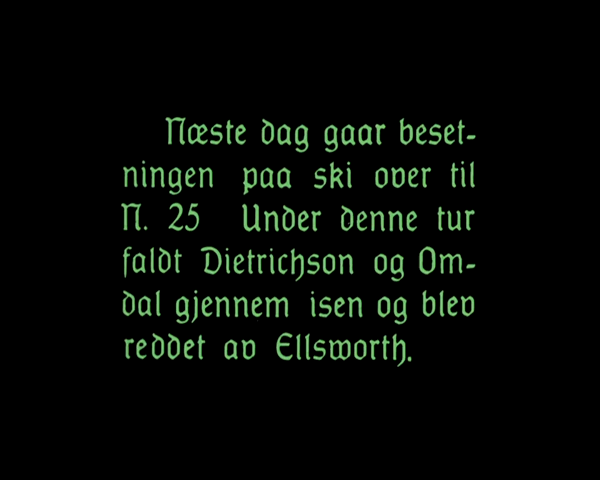 Næste dag gaar beset-
ningen paa ski over til
N. 25 Under denne tur
faldt Dietrichson og Om-
dal gjennem isen og blev
reddet av Ellsworth.